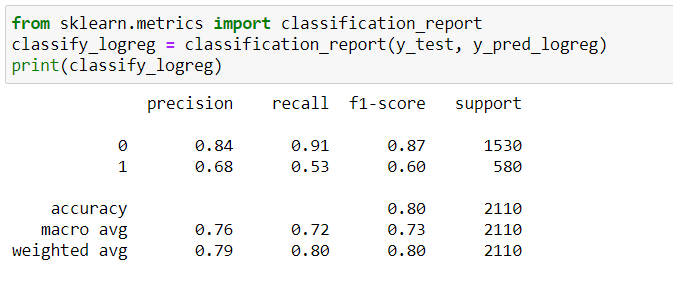 from sklearn.metrics import classification_report
classify_logreg = classification_report(y_test, y_pred_logreg)
print(classify_logreg)
precision recall f1-score support
0 0.84 0.91 0.87 1530
1 0.68 0.53 0.60 580
accuracy 0.80 2110
macro avg 0.76 0.72 0.73 2110
weighted avg 0.79 0.80 0.80 2110